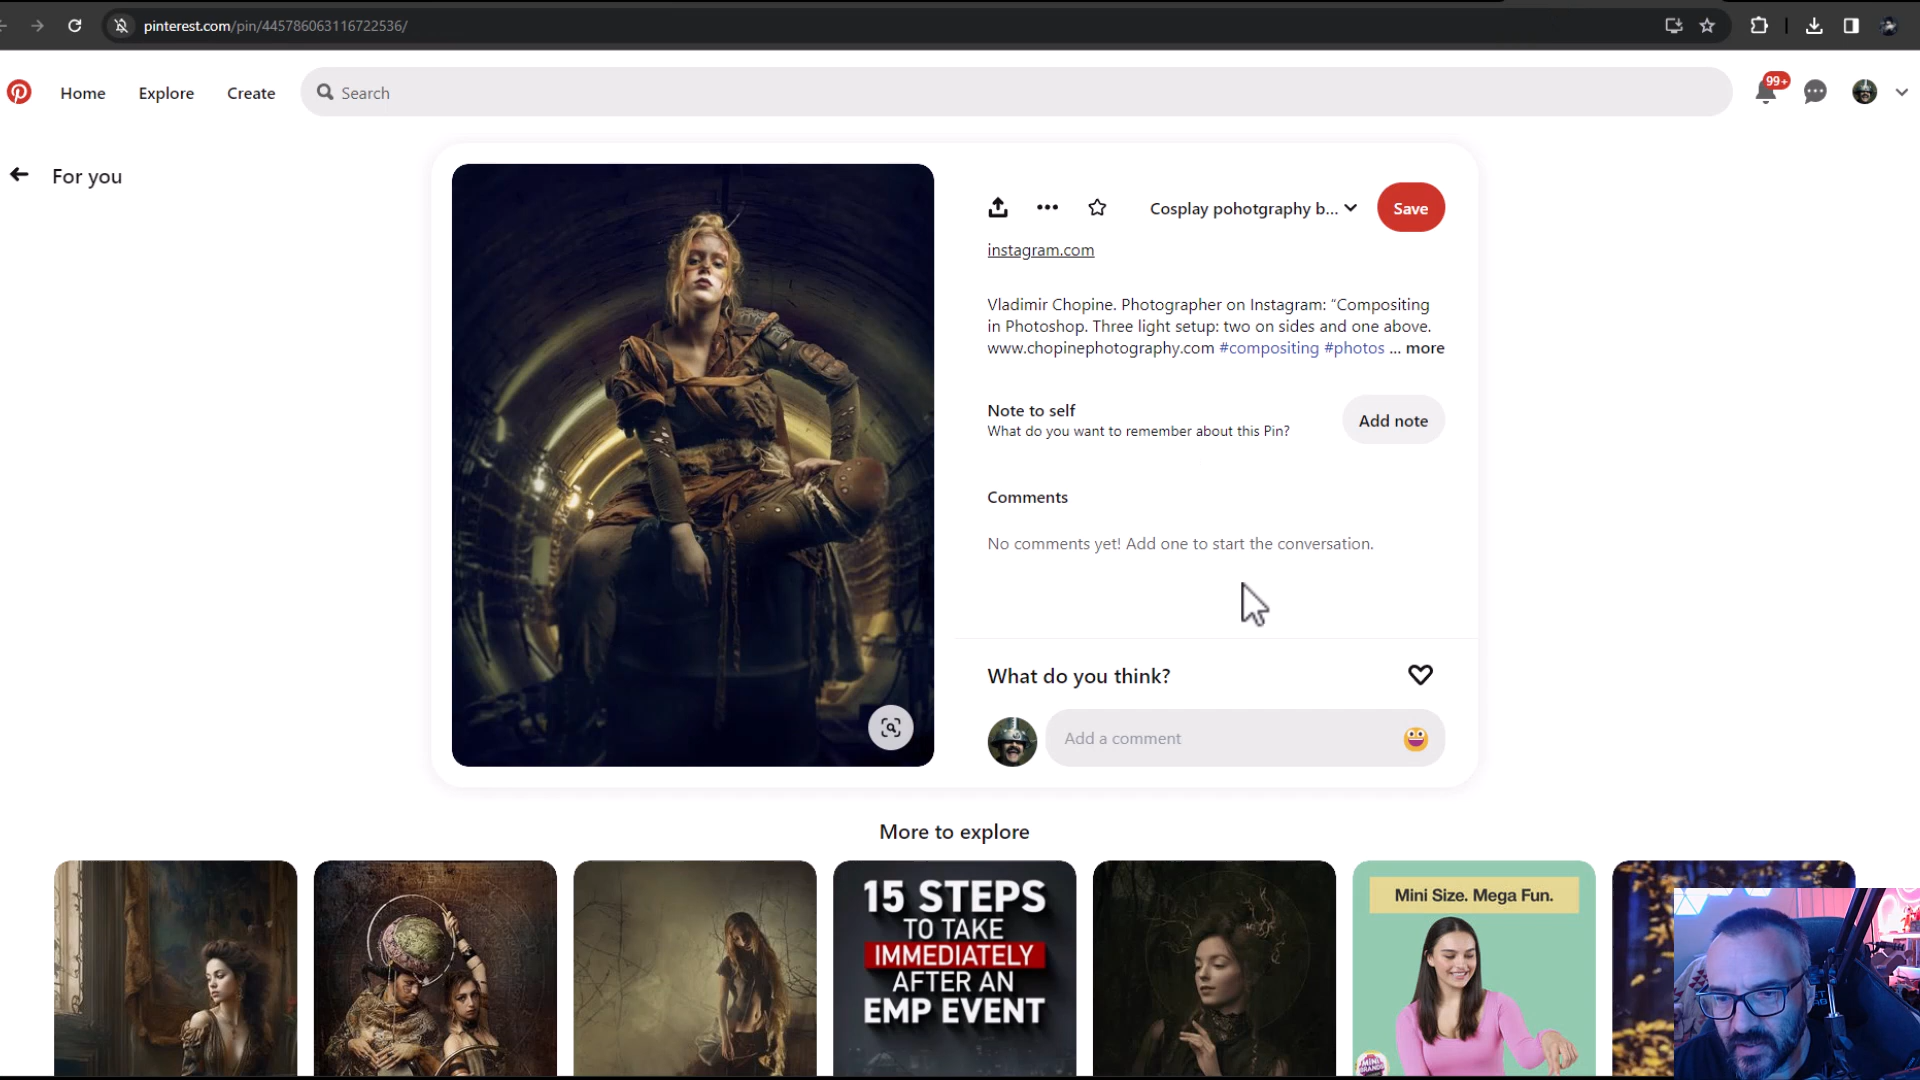 pinterest.com/pin/445786063116722536/
Home
Explore
Create
Search
99+
For you
Cosplay pohotgraphy b...
Save
instagram.com
Vladimir Chopine. Photographer on Instagram: “Compositing
in Photoshop. Three light setup: two on sides and one above.
www.chopinephotography.com #compositing #photos ... more
Note to self
What do you want to remember about this Pin?
Add note
Comments
No comments yet! Add one to start the conversation.
What do you think?
Add a comment
More to explore
15 STEPS
TO TAKE
IMMEDIATELY
AFTER AN
EMP EVENT
Mini Size. Mega Fun.
MINI
BRANDS